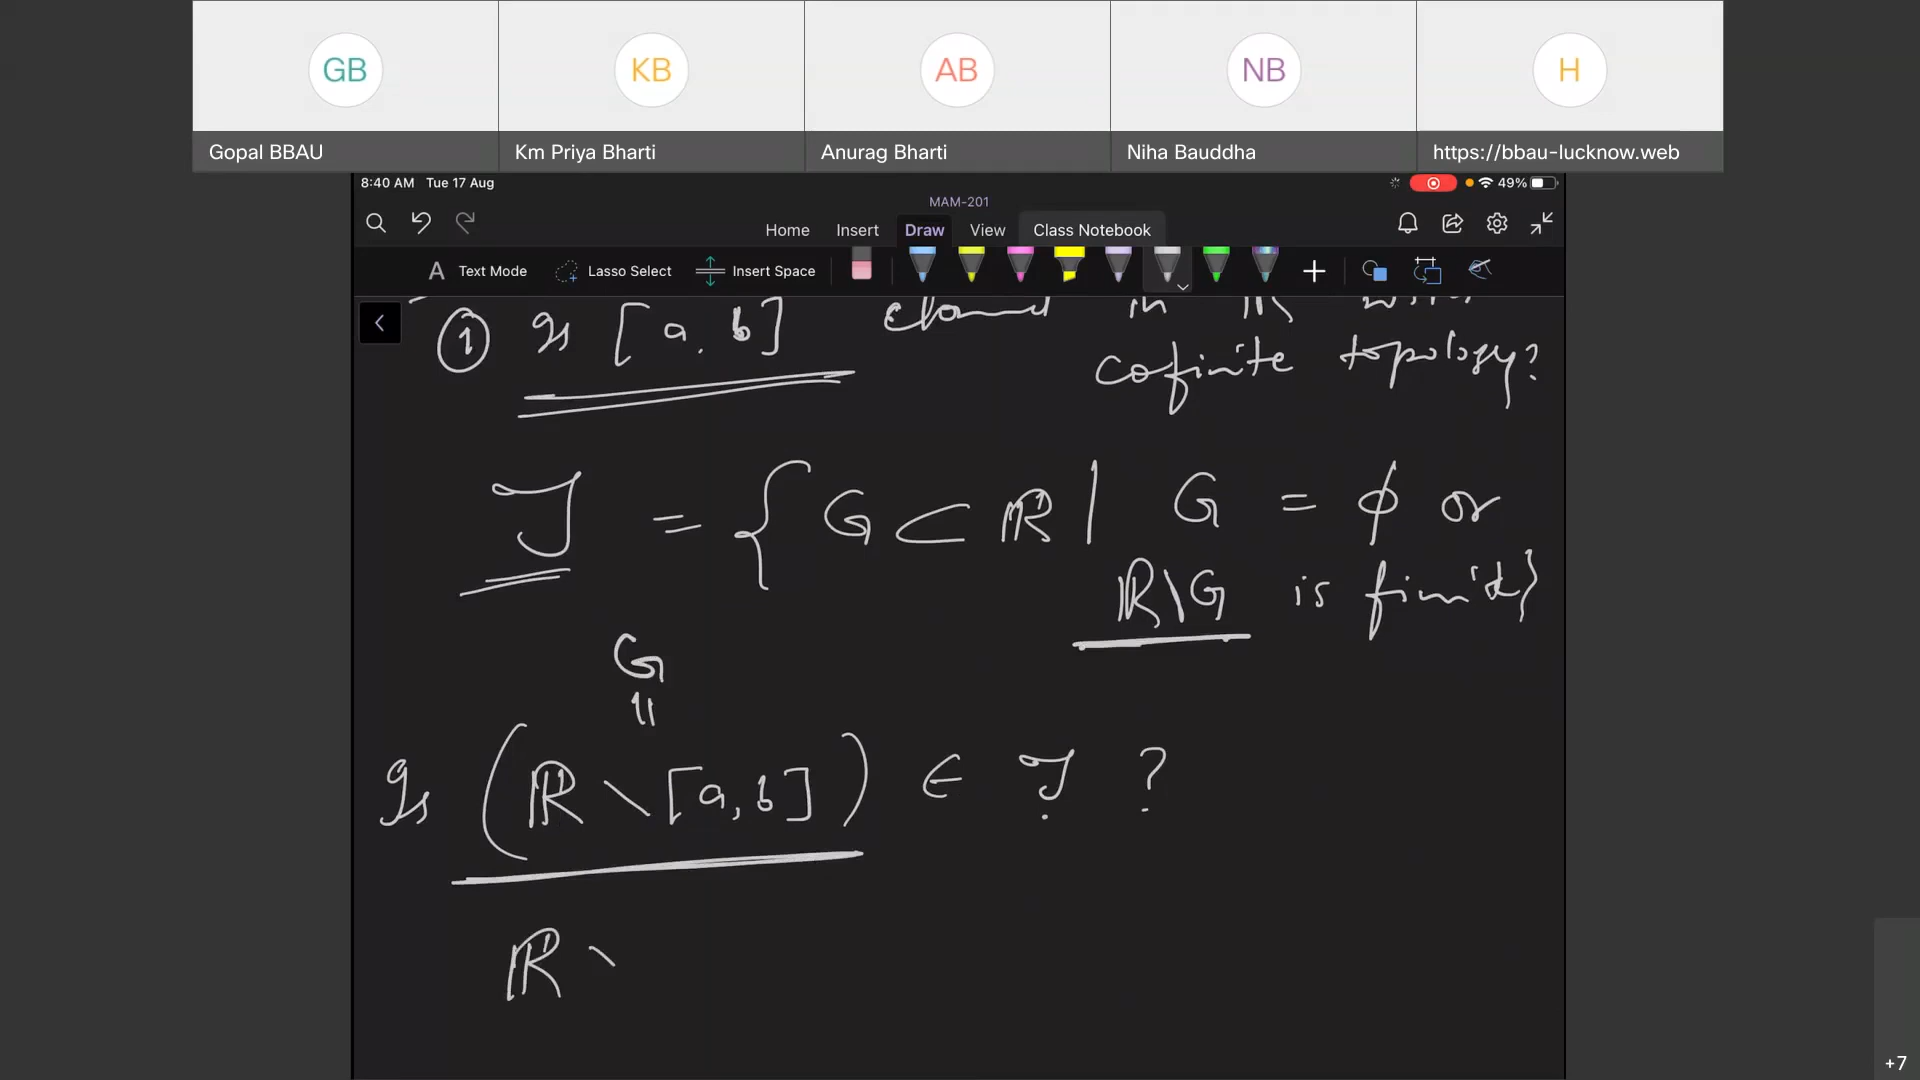 GB KB AB NB H
Gopal BBAU Km Priya Bharti Anurag Bharti Niha Bauddha https://bbau-lucknow.web
8:40 AM Tue 17 Aug 49%
MAM-201
Home Insert Draw View Class Notebook
A Text Mode Lasso Select Insert Space
① Is [a, b] closed in ℝ with
cofinite topology?
𝒯 = { G ⊂ ℝ | G = ϕ or
ℝ\G is finite}
G
||
Is (ℝ \ [a, b]) ∈ 𝒯 ?
ℝ \
+7